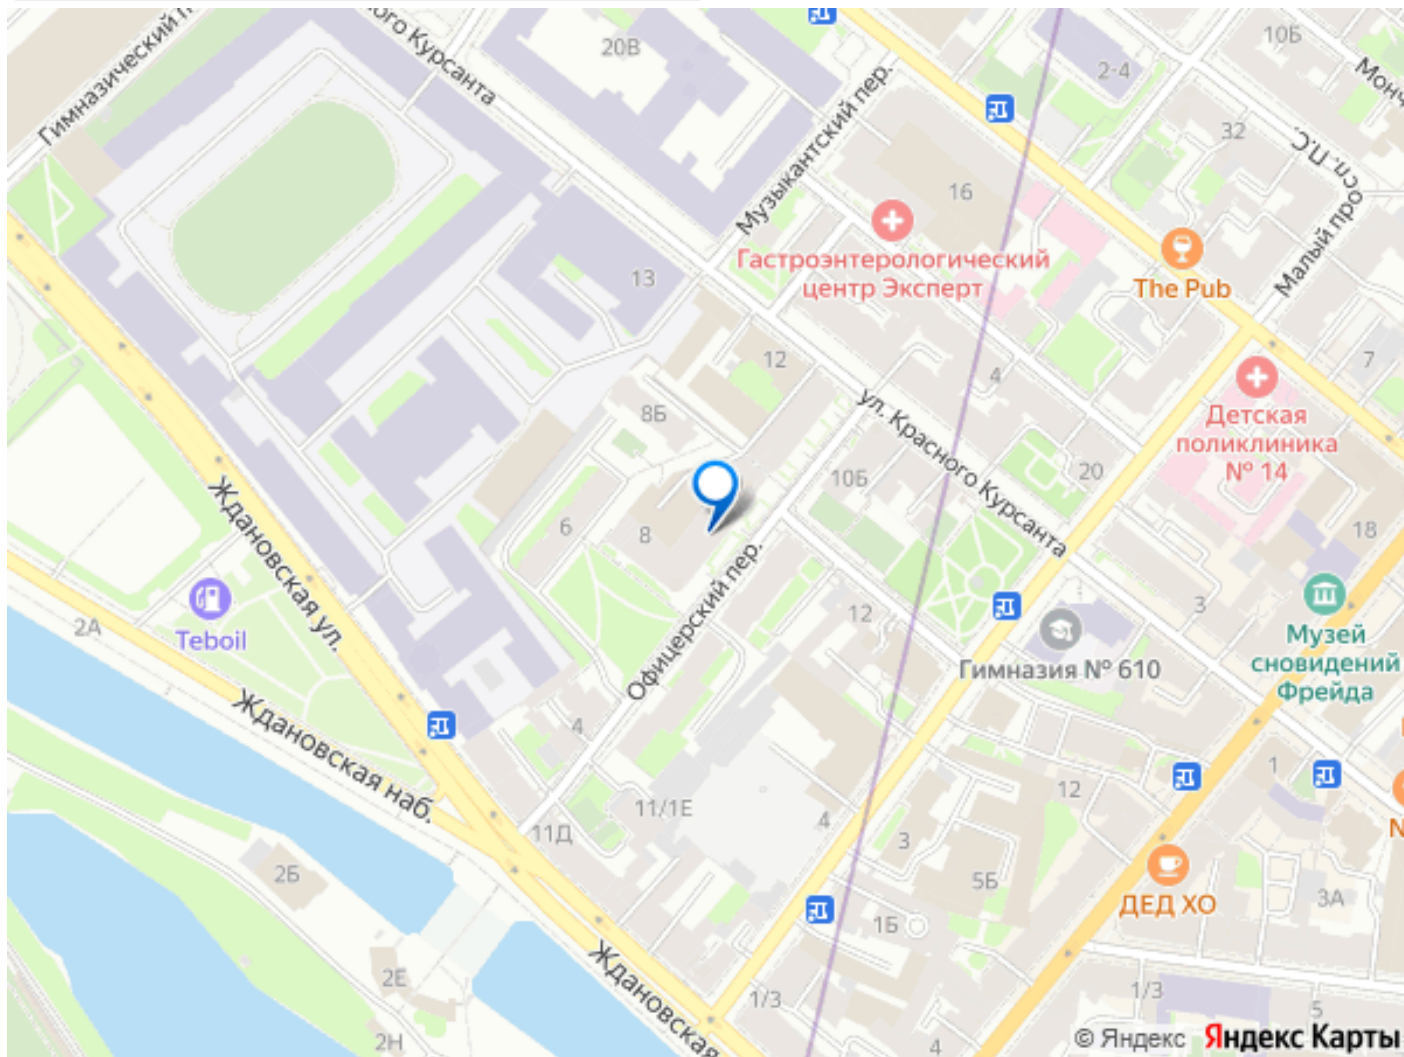 20В
ого Курсанта
Гимназический п
2-4
10Б
Монч
32
Малый просп. П.С.
Музыкантский пер.
16
Гастроэнтерологический
центр Эксперт
The Pub
13
12
4
7
8Б
ул. Красного Курсанта
Детская
поликлиника
№ 14
20
10Б
18
Ждановская ул.
6
8
Офицерский пер.
12
3
Teboil
2А
Музей
сновидений
Фрейда
Гимназия № 610
Ждановская наб.
4
11/1Е
11Д
4
3
12
1
N
2Б
5Б
ДЕД ХО
3А
1Б
Ждановская
2Е
2Н
1/3
4
1/3
5
© Яндекс Яндекс Карты